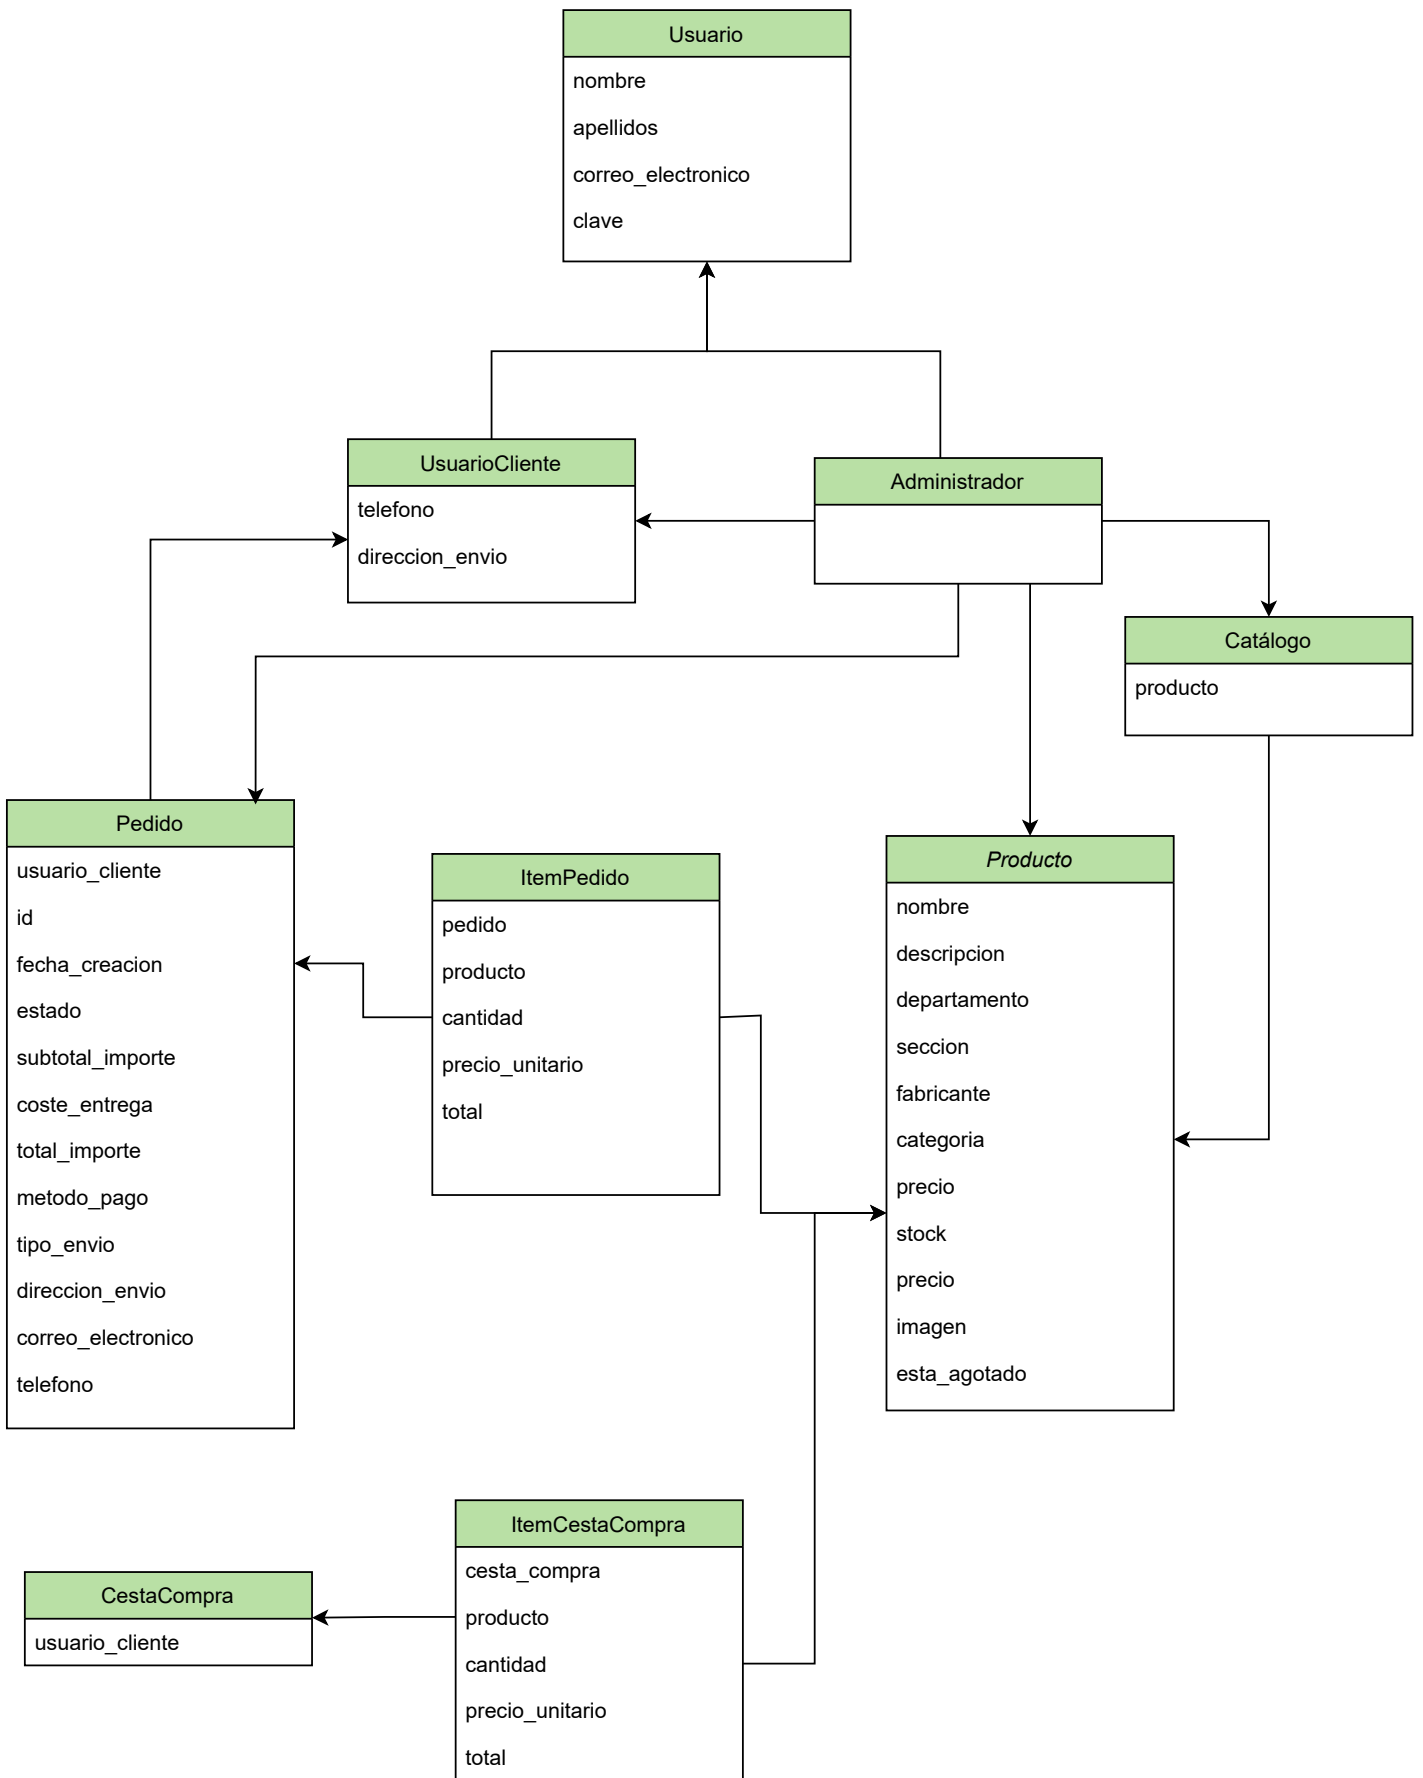 Usuario
nombre
apellidos
correo_electronico
clave
UsuarioCliente
telefono
direccion_envio
Administrador
Catálogo
producto
Pedido
usuario_cliente
id
fecha_creacion
estado
subtotal_importe
coste_entrega
total_importe
metodo_pago
tipo_envio
direccion_envio
correo_electronico
telefono
ItemPedido
pedido
producto
cantidad
precio_unitario
total
Producto
nombre
descripcion
departamento
seccion
fabricante
categoria
precio
stock
precio
imagen
esta_agotado
CestaCompra
usuario_cliente
ItemCestaCompra
cesta_compra
producto
cantidad
precio_unitario
total